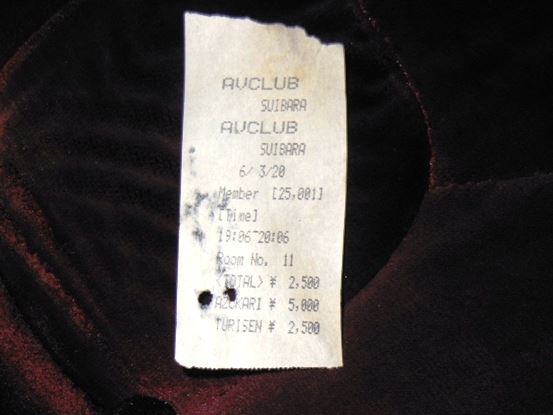 AVCLUB
SUIBARA
AVCLUB
SUIBARA
6/ 3/20
Member [25,001]
[Time]
19:06~20:06
Room No. 11
<TOTAL> ¥ 2,500
AZUKARI ¥ 5,000
TURISEN ¥ 2,500